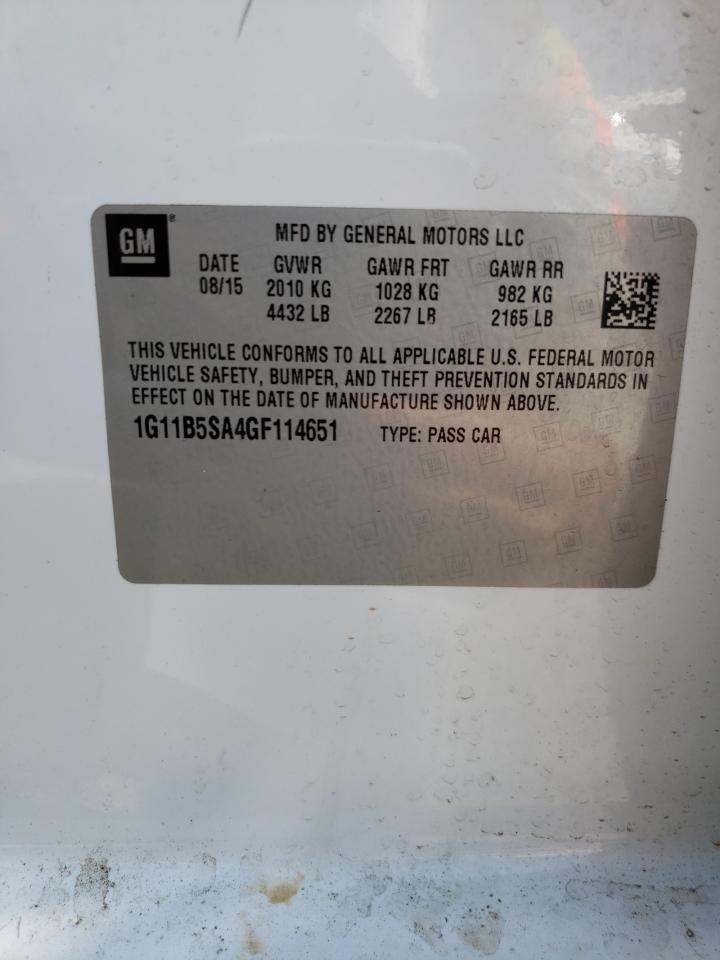 GM®
MFD BY GENERAL MOTORS LLC
DATE GVWR GAWR FRT GAWR RR
08/15 2010 KG 1028 KG 982 KG
4432 LB 2267 LB 2165 LB
THIS VEHICLE CONFORMS TO ALL APPLICABLE U.S. FEDERAL MOTOR
VEHICLE SAFETY, BUMPER, AND THEFT PREVENTION STANDARDS IN
EFFECT ON THE DATE OF MANUFACTURE SHOWN ABOVE.
1G11B5SA4GF114651 TYPE: PASS CAR